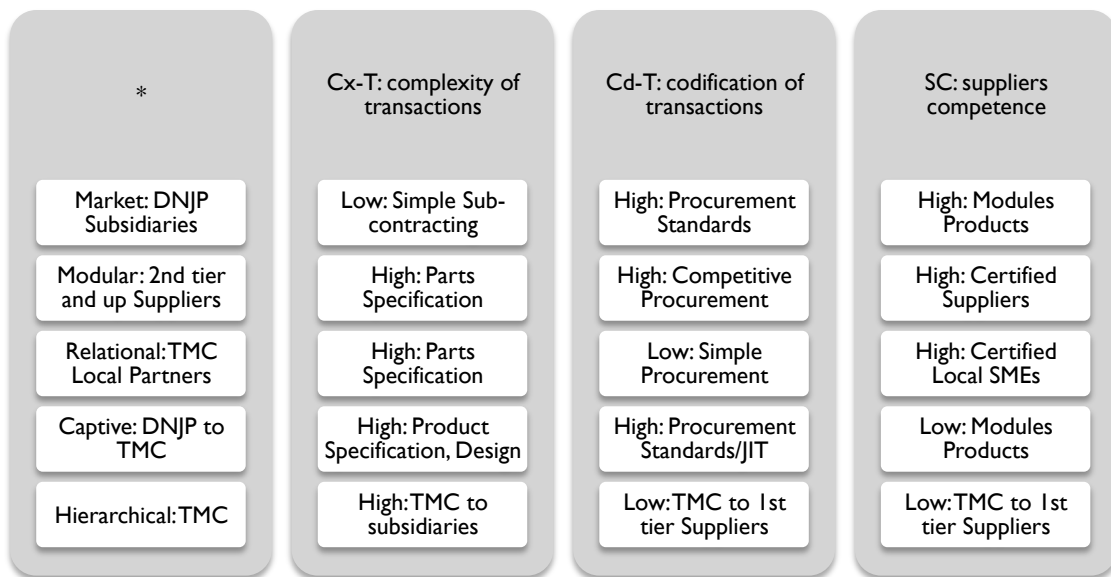 *
Market: DNJP
Subsidiaries
Modular: 2nd tier
and up Suppliers
Relational: TMC
Local Partners
Captive: DNJP to
TMC
Hierarchical: TMC
Cx-T: complexity of
transactions
Low: Simple Sub-
contracting
High: Parts
Specification
High: Parts
Specification
High: Product
Specification, Design
High: TMC to
subsidiaries
Cd-T: codification of
transactions
High: Procurement
Standards
High: Competitive
Procurement
Low: Simple
Procurement
High: Procurement
Standards/JIT
Low: TMC to 1st
tier Suppliers
SC: suppliers
competence
High: Modules
Products
High: Certified
Suppliers
High: Certified
Local SMEs
Low: Modules
Products
Low: TMC to 1st
tier Suppliers